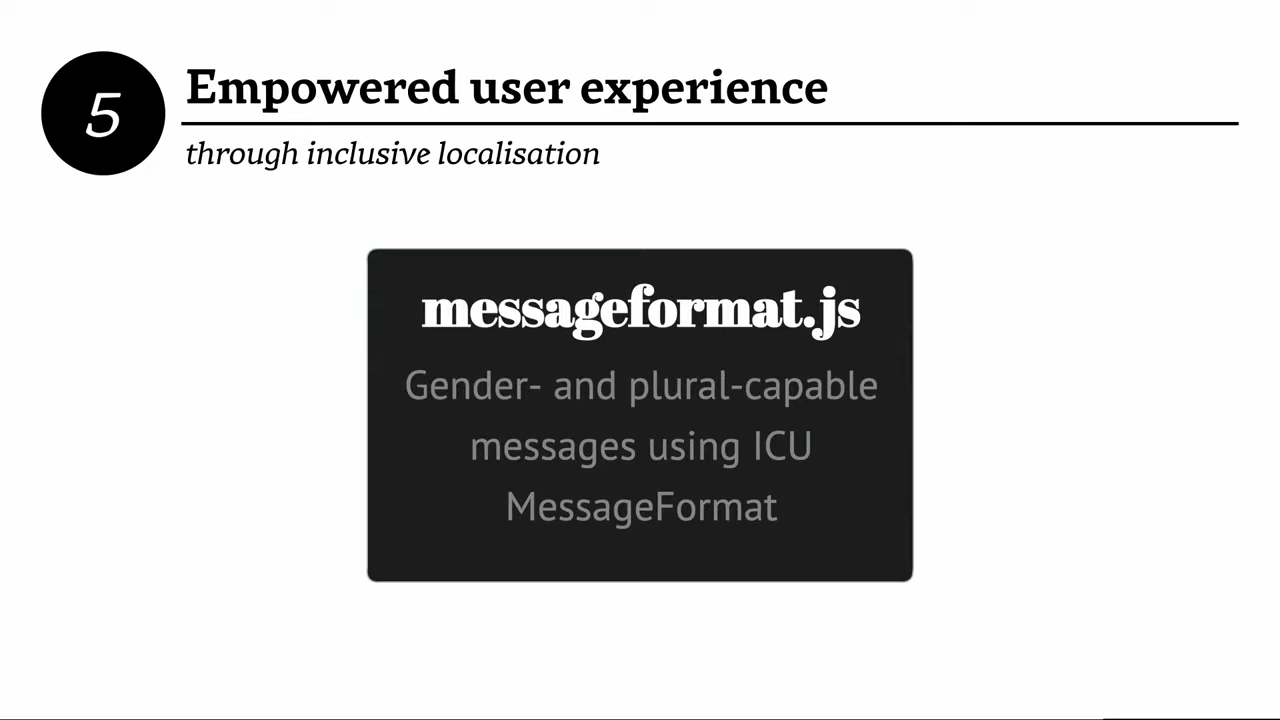 5
Empowered user experience
through inclusive localisation
messageformat.js
Gender- and plural-capable
messages using ICU
MessageFormat